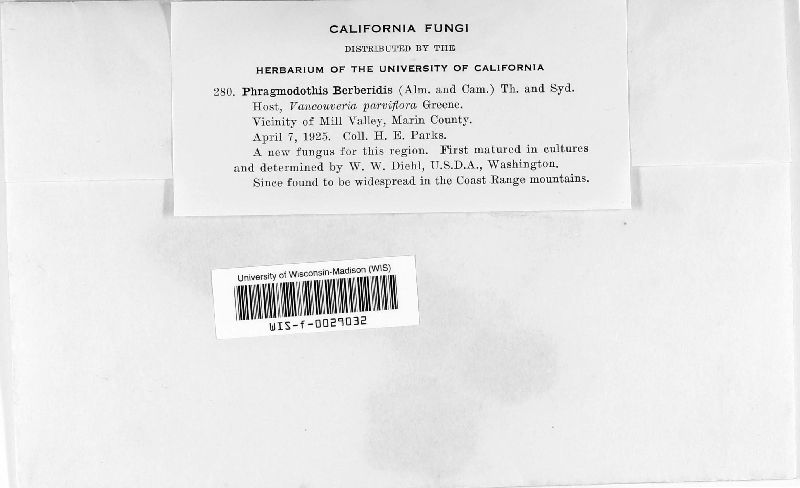 CALIFORNIA FUNGI
DISTRIBUTED BY THE
HERBARIUM OF THE UNIVERSITY OF CALIFORNIA
280. Phragmodothis Berberidis (Alm. and Cam.) Th. and Syd.
Host, Vancouveria parviflora Greene.
Vicinity of Mill Valley, Marin County.
April 7, 1925. Coll. H. E. Parks.
A new fungus for this region. First matured in cultures
and determined by W. W. Diehl, U.S.D.A., Washington.
Since found to be widespread in the Coast Range mountains.
University of Wisconsin-Madison (WIS)
WIS-f-0029032